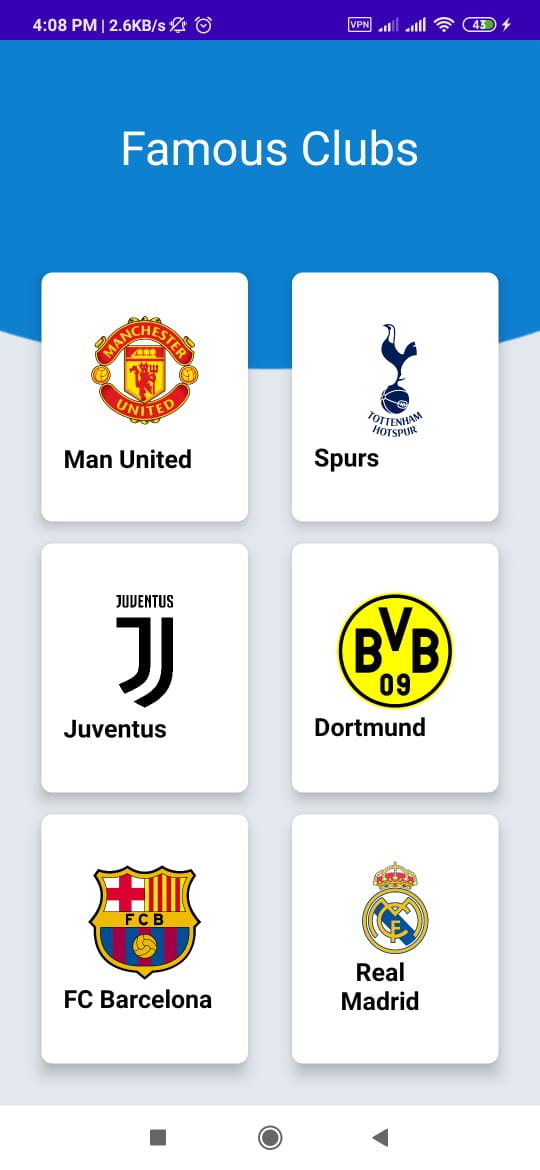 4:08 PM | 2.6KB/s VPN 43
Famous Clubs
MANCHESTER
UNITED
Man United
TOTTENHAM
HOTSPUR
Spurs
JUVENTUS
Juventus
BVB
09
Dortmund
FCB
FC Barcelona
Real
Madrid